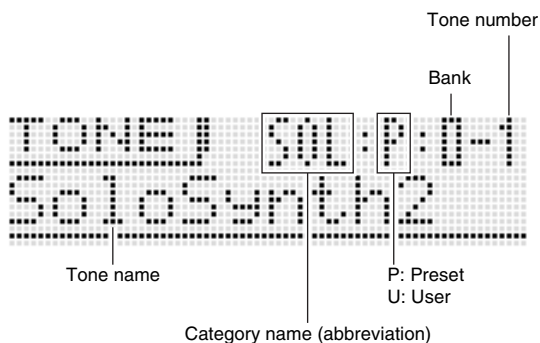 Tone number
Bank
TONE SOL:P:0-1
SoloSynth2
Tone name
P: Preset
U: User
Category name (abbreviation)